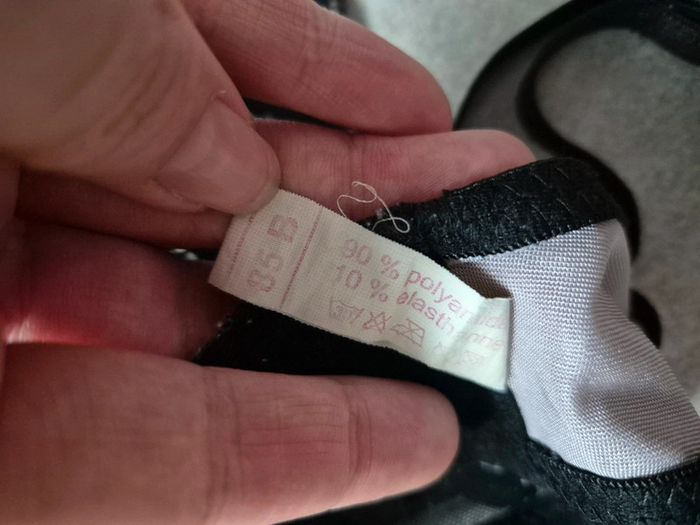 85 B
90 % polyamide
10 % elasthanne